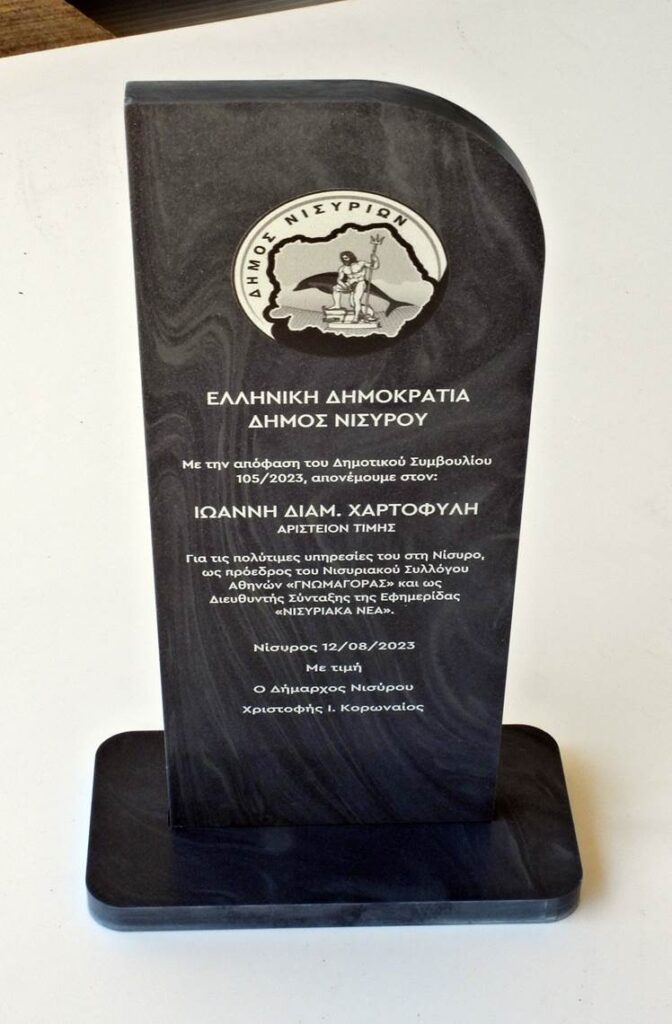 ΔΗΜΟΣ ΝΙΣΥΡΙΩΝ
ΕΛΛΗΝΙΚΗ ΔΗΜΟΚΡΑΤΙΑ
ΔΗΜΟΣ ΝΙΣΥΡΟΥ
Με την απόφαση του Δημοτικού Συμβουλίου
105/2023, απονέμουμε στον:
ΙΩΑΝΝΗ ΔΙΑΜ. ΧΑΡΤΟΦΥΛΗ
ΑΡΙΣΤΕΙΟΝ ΤΙΜΗΣ
Για τις πολύτιμες υπηρεσίες του στη Νίσυρο,
ως πρόεδρος του Νισυριακού Συλλόγου
Αθηνών «ΓΝΩΜΑΓΟΡΑΣ» και ως
Διευθυντής Σύνταξης της Εφημερίδας
«ΝΙΣΥΡΙΑΚΑ ΝΕΑ».
Νίσυρος 12/08/2023
Με τιμή
Ο Δήμαρχος Νισύρου
Χριστοφής Ι. Κορωναίος